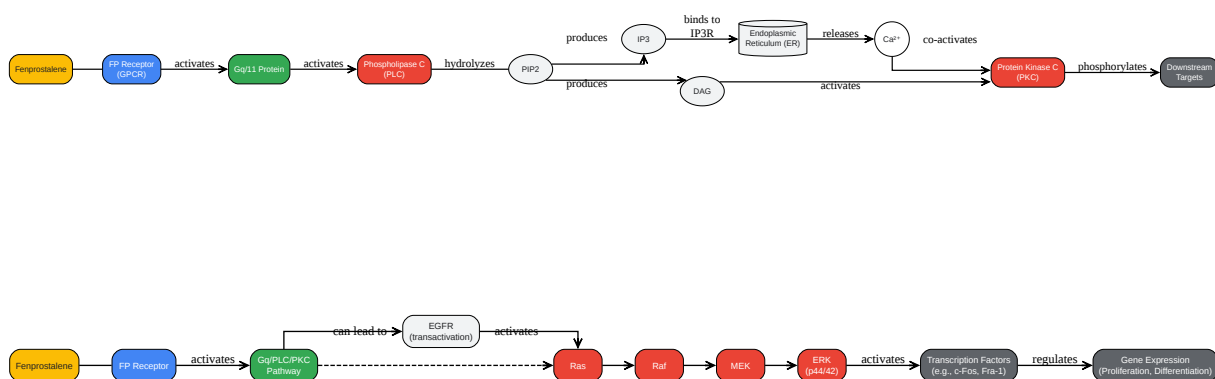 Fenprostalene
FP Receptor
(GPCR)
activates
Gq/11 Protein
activates
Phospholipase C
(PLC)
hydrolyzes
PIP2
produces
IP3
binds to
IP3R
Endoplasmic
Reticulum (ER)
releases
Ca²⁺
co-activates
produces
DAG
activates
Protein Kinase C
(PKC)
phosphorylates
Downstream
Targets
Fenprostalene
FP Receptor
activates
Gq/PLC/PKC
Pathway
can lead to
EGFR
(transactivation)
activates
Ras
Raf
MEK
ERK
(p44/42)
activates
Transcription Factors
(e.g., c-Fos, Fra-1)
regulates
Gene Expression
(Proliferation, Differentiation)